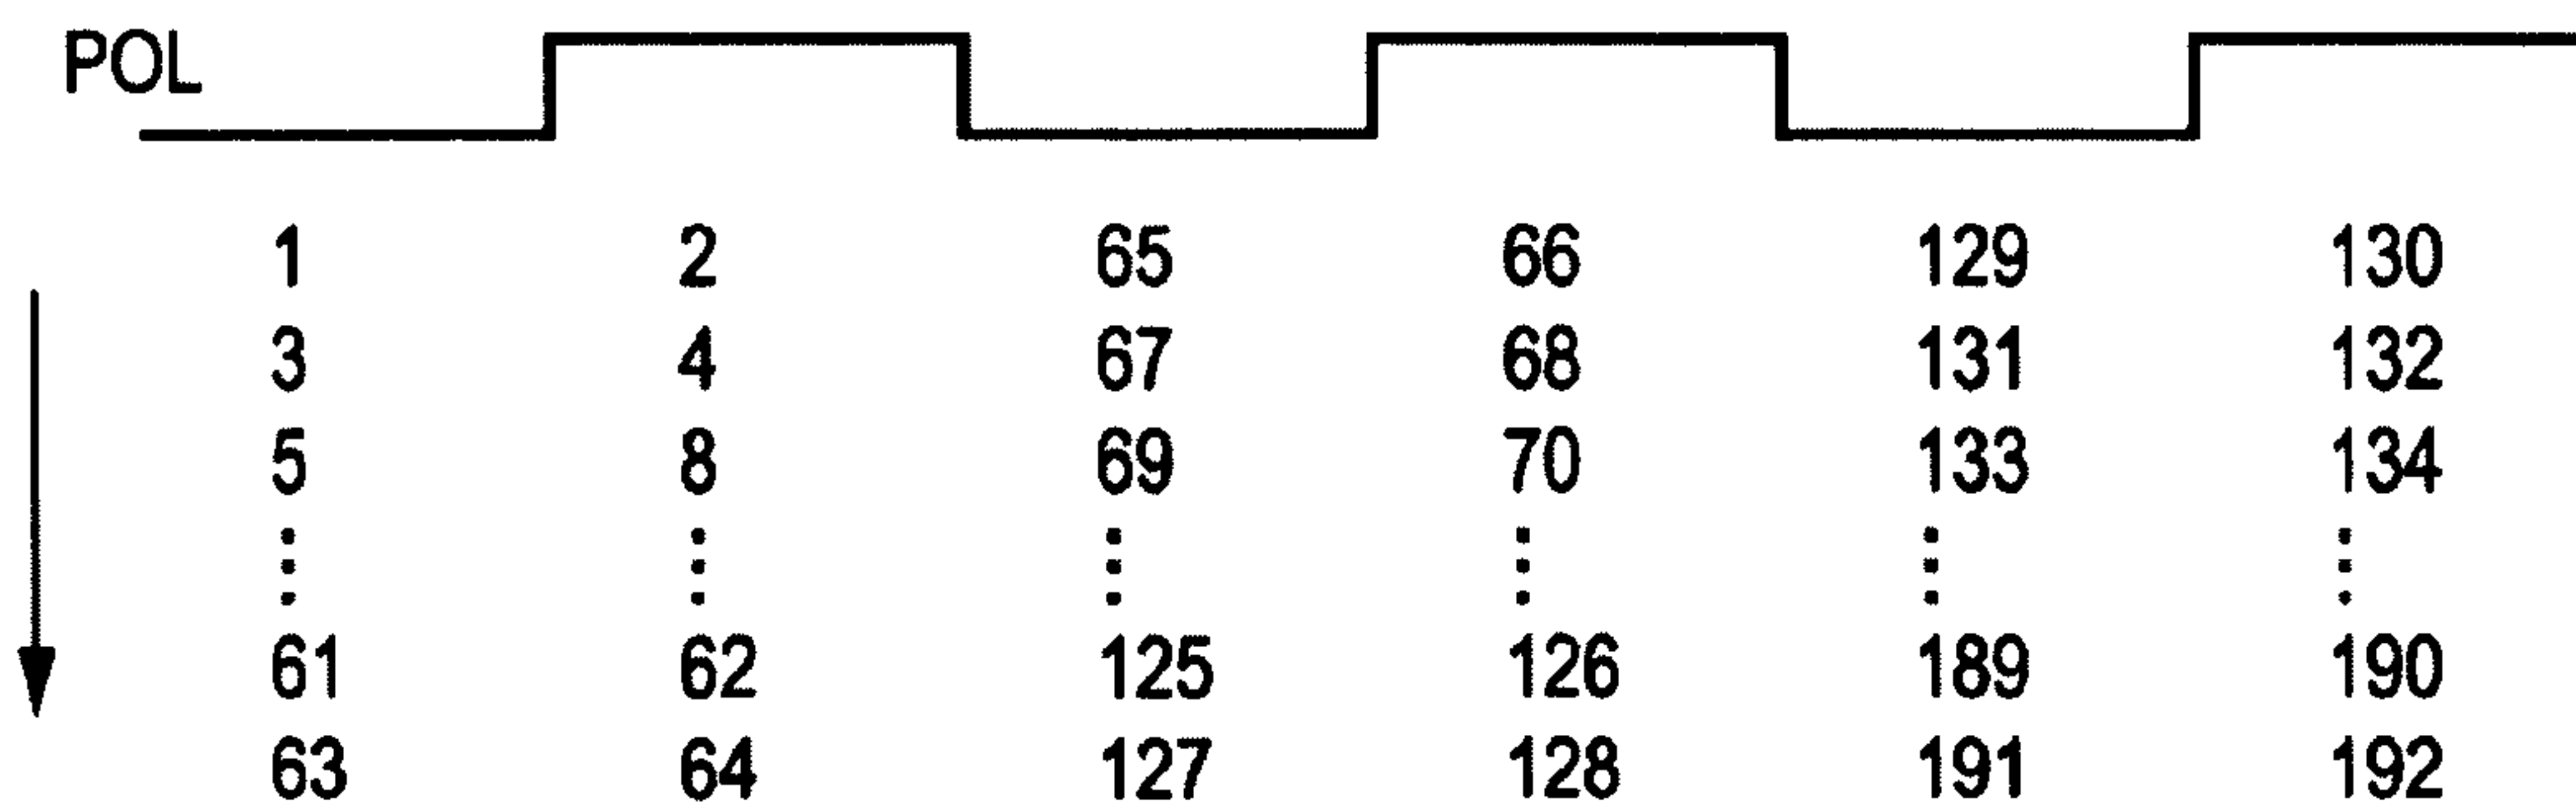 POL
1 2 65 66 129 130
3 4 67 68 131 132
5 8 69 70 133 134
⋮ ⋮ ⋮ ⋮ ⋮ ⋮
61 62 125 126 189 190
63 64 127 128 191 192